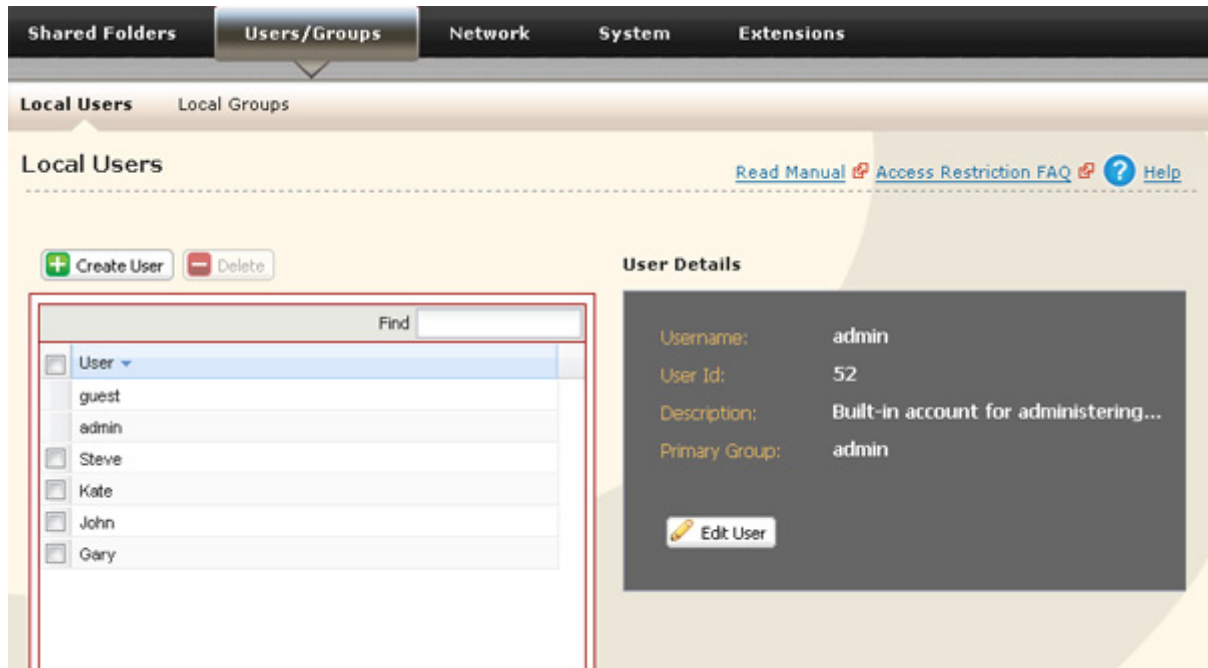 Shared Folders Users/Groups Network System Extensions
Local Users Local Groups
Local Users
Read Manual Access Restriction FAQ ? Help
Create User Delete
Find
User
guest
admin
Steve
Kate
John
Gary
User Details
Username: admin
User Id: 52
Description: Built-in account for administering...
Primary Group: admin
Edit User